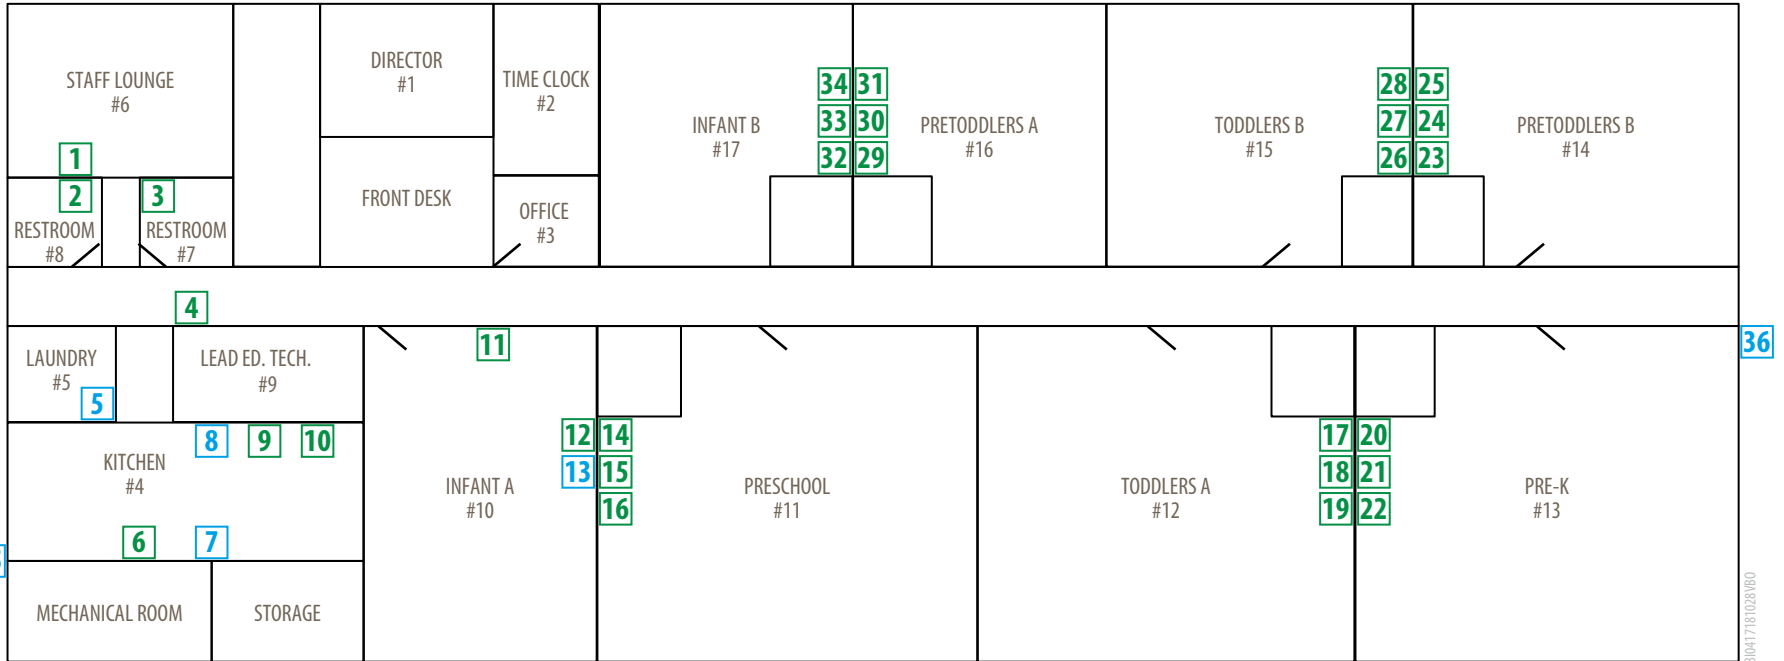 STAFF LOUNGE
#6
DIRECTOR
#1
TIME CLOCK
#2
FRONT DESK
OFFICE
#3
INFANT B
#17
34 31
33 30
32 29
PRETODDLERS A
#16
TODDLERS B
#15
28 25
27 24
26 23
PRETODDLERS B
#14
1
2
3
RESTROOM
#8
RESTROOM
#7
4
LAUNDRY
#5
5
LEAD ED. TECH.
#9
11
36
8
9
10
KITCHEN
#4
6
7
INFANT A
#10
12 14
13 15
16
PRESCHOOL
#11
TODDLERS A
#12
17 20
18 21
19 22
PRE-K
#13
MECHANICAL ROOM
STORAGE